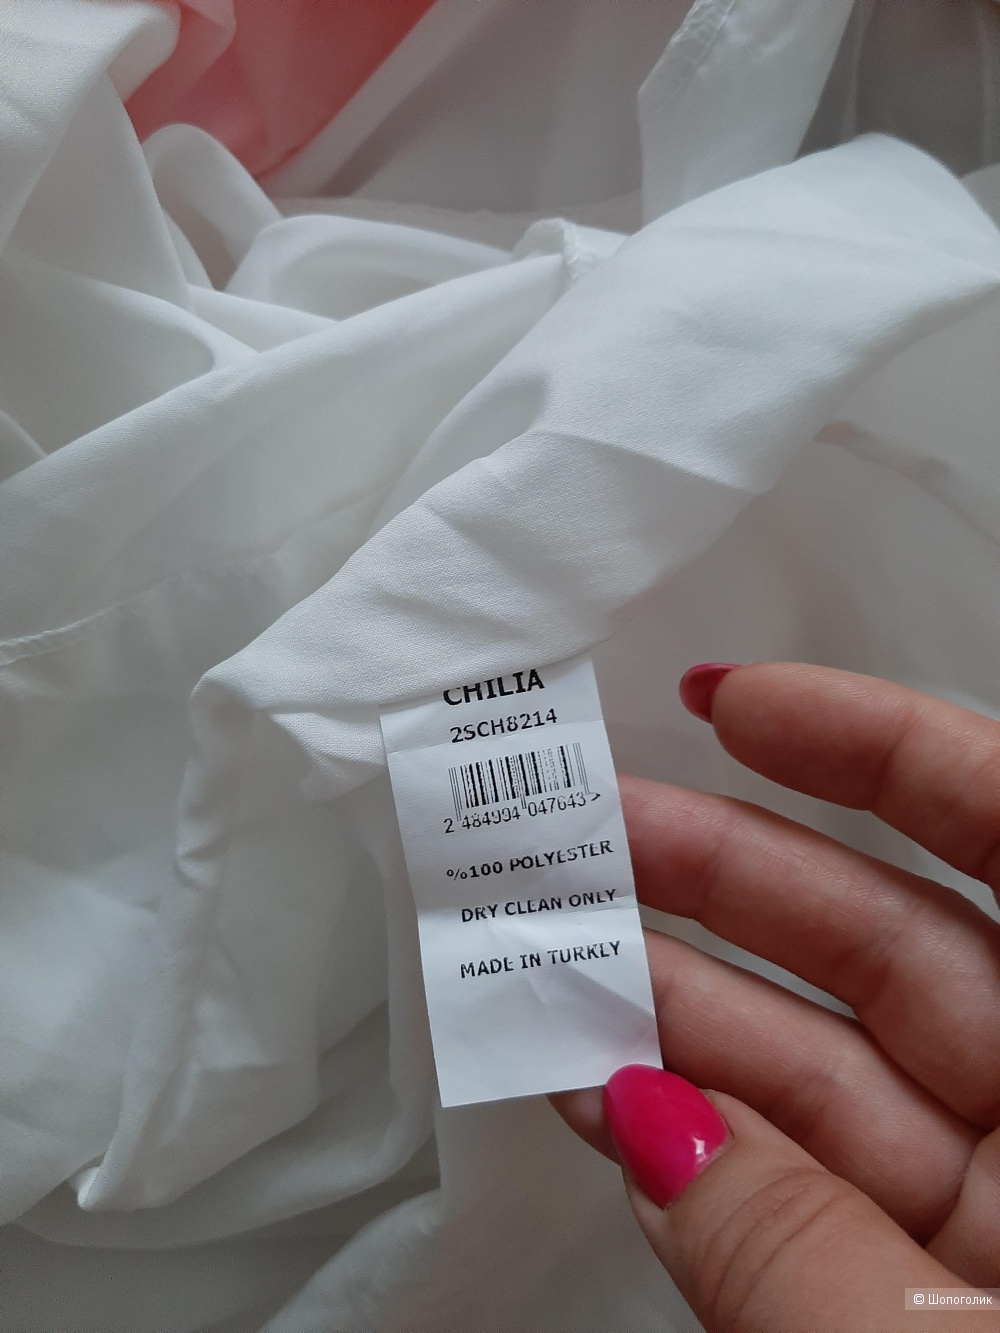 CHILIA
2SCH8214
2 484994 047643 >
%100 POLYESTER
DRY CLEAN ONLY
MADE IN TURKEY
© Шопоголик